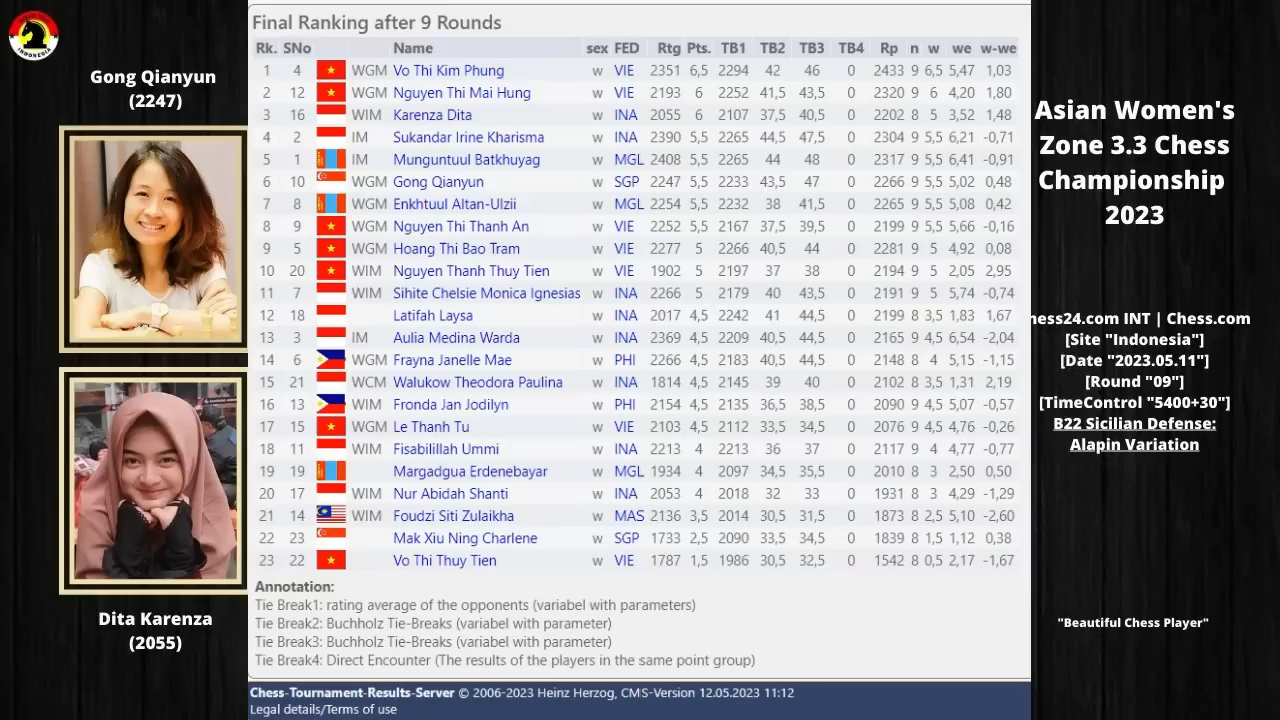 INDONESIA
Gong Qianyun
(2247)
Dita Karenza
(2055)
Final Ranking after 9 Rounds
Rk. SNo Name sex FED Rtg Pts. TB1 TB2 TB3 TB4 Rp n w we w-we
1 4 WGM Vo Thi Kim Phung w VIE 2351 6,5 2294 42 46 0 2433 9 6,5 5,47 1,03
2 12 WGM Nguyen Thi Mai Hung w VIE 2193 6 2252 41,5 43,5 0 2320 9 6 4,20 1,80
3 16 WIM Karenza Dita w INA 2055 6 2107 37,5 40,5 0 2202 8 5 3,52 1,48
4 2 IM Sukandar Irine Kharisma w INA 2390 5,5 2265 44,5 47,5 0 2304 9 5,5 6,21 -0,71
5 1 IM Munguntuul Batkhuyag w MGL 2408 5,5 2265 44 48 0 2317 9 5,5 6,41 -0,91
6 10 WGM Gong Qianyun w SGP 2247 5,5 2233 43,5 47 0 2266 9 5,5 5,02 0,48
7 8 WGM Enkhtuul Altan-Ulzii w MGL 2254 5,5 2232 38 41,5 0 2265 9 5,5 5,08 0,42
8 9 WGM Nguyen Thi Thanh An w VIE 2252 5,5 2167 37,5 39,5 0 2199 9 5,5 5,66 -0,16
9 5 WGM Hoang Thi Bao Tram w VIE 2277 5 2266 40,5 44 0 2281 9 5 4,92 0,08
10 20 WIM Nguyen Thanh Thuy Tien w VIE 1902 5 2197 37 38 0 2194 9 5 2,05 2,95
11 7 WIM Sihite Chelsie Monica Ignesias w INA 2266 5 2179 40 43,5 0 2191 9 5 5,74 -0,74
12 18 Latifah Laysa w INA 2017 4,5 2242 41 44,5 0 2199 8 3,5 1,83 1,67
13 3 IM Aulia Medina Warda w INA 2369 4,5 2209 40,5 44,5 0 2165 9 4,5 6,54 -2,04
14 6 WGM Frayna Janelle Mae w PHI 2266 4,5 2183 40,5 44,5 0 2148 8 4 5,15 -1,15
15 21 WCM Walukow Theodora Paulina w INA 1814 4,5 2145 39 40 0 2102 8 3,5 1,31 2,19
16 13 WIM Fronda Jan Jodilyn w PHI 2154 4,5 2133 36,5 38,5 0 2090 9 4,5 5,07 -0,57
17 15 WGM Le Thanh Tu w VIE 2103 4,5 2112 33,5 34,5 0 2076 9 4,5 4,76 -0,26
18 11 WIM Fisabilillah Ummi w INA 2213 4 2213 36 37 0 2117 9 4 4,77 -0,77
19 19 Margadgua Erdenebayar w MGL 1934 4 2097 34,5 35,5 0 2010 8 3 2,50 0,50
20 17 WIM Nur Abidah Shanti w INA 2053 4 2018 32 33 0 1931 8 3 4,29 -1,29
21 14 WIM Foudzi Siti Zulaikha w MAS 2136 3,5 2014 30,5 31,5 0 1873 8 2,5 5,10 -2,60
22 23 Mak Xiu Ning Charlene w SGP 1733 2,5 2090 33,5 34,5 0 1839 8 1,5 1,12 0,38
23 22 Vo Thi Thuy Tien w VIE 1787 1,5 1986 30,5 32,5 0 1542 8 0,5 2,17 -1,67
Annotation:
Tie Break1: rating average of the opponents (variabel with parameters)
Tie Break2: Buchholz Tie-Breaks (variabel with parameter)
Tie Break3: Buchholz Tie-Breaks (variabel with parameter)
Tie Break4: Direct Encounter (The results of the players in the same point group)
Chess-Tournament-Results-Server © 2006-2023 Heinz Herzog, CMS-Version 12.05.2023 11:12
Legal details/Terms of use
Asian Women's
Zone 3.3 Chess
Championship
2023
hess24.com INT | Chess.com
[Site "Indonesia"]
[Date "2023.05.11"]
[Round "09"]
[TimeControl "5400+30"]
B22 Sicilian Defense:
Alapin Variation
"Beautiful Chess Player"